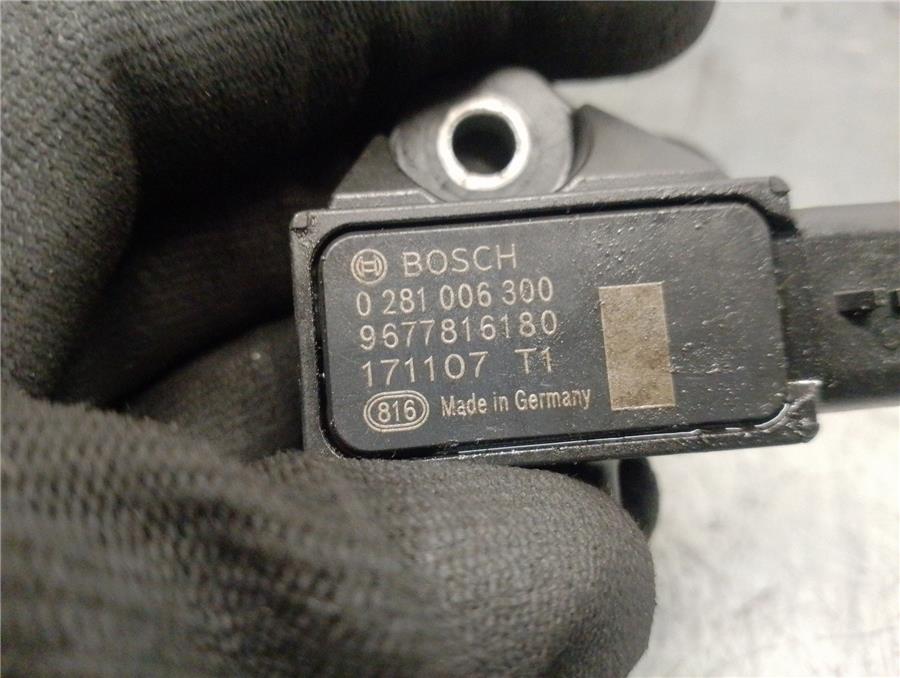 BOSCH
0 281 006 300
9677816180
171107 T1
816 Made in Germany